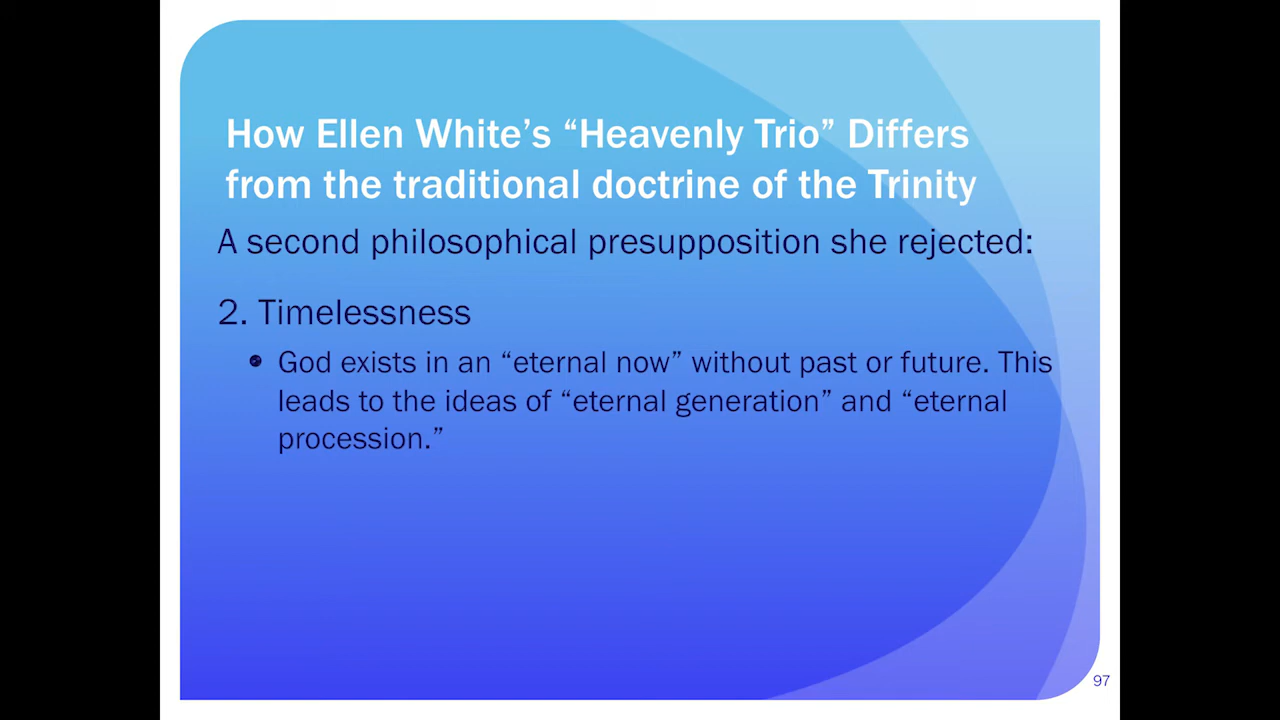 How Ellen White’s “Heavenly Trio” Differs
from the traditional doctrine of the Trinity
A second philosophical presupposition she rejected:
2. Timelessness
• God exists in an “eternal now” without past or future. This
leads to the ideas of “eternal generation” and “eternal
procession.”
97